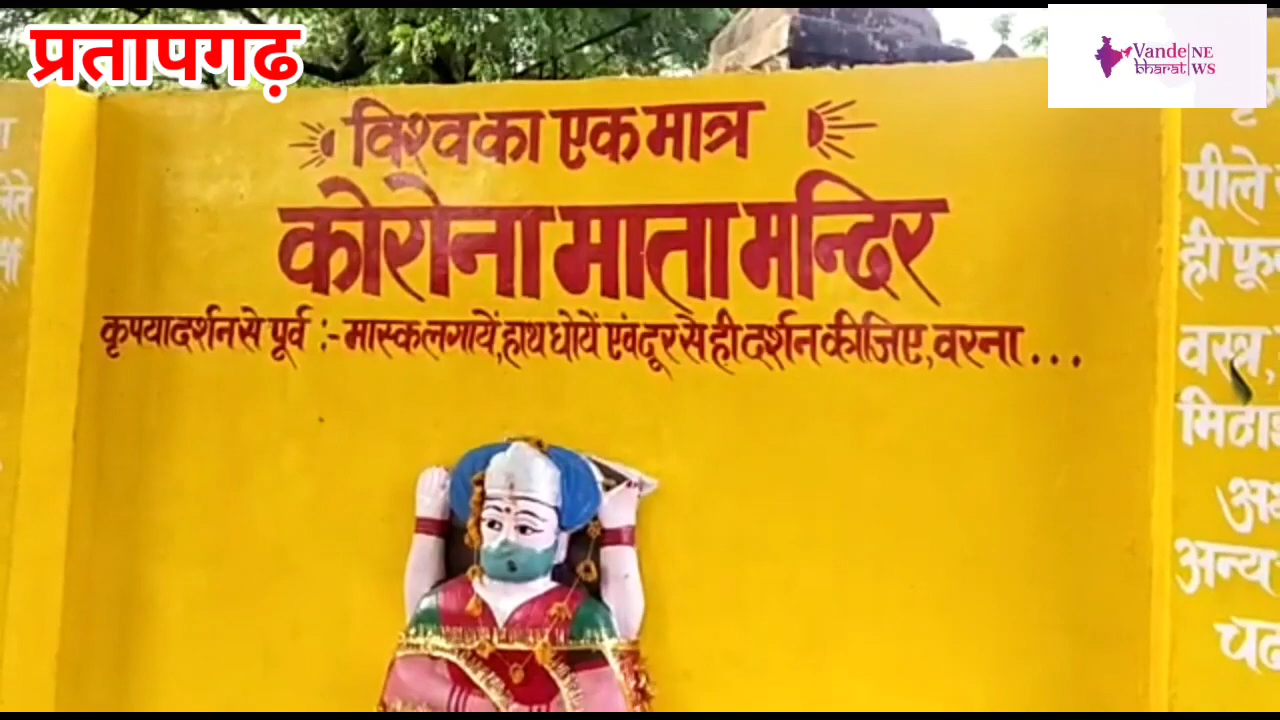 प्रतापगढ़
Vande NE
bharat WS
विश्व का एक मात्र
कोरोना माता मन्दिर
कृपया दर्शन से पूर्व :- मास्क लगायें, हाथ धोयें एवं दूर से ही दर्शन कीजिए, वरना . . .
पीले
ही
वस्त्र,
अन्य